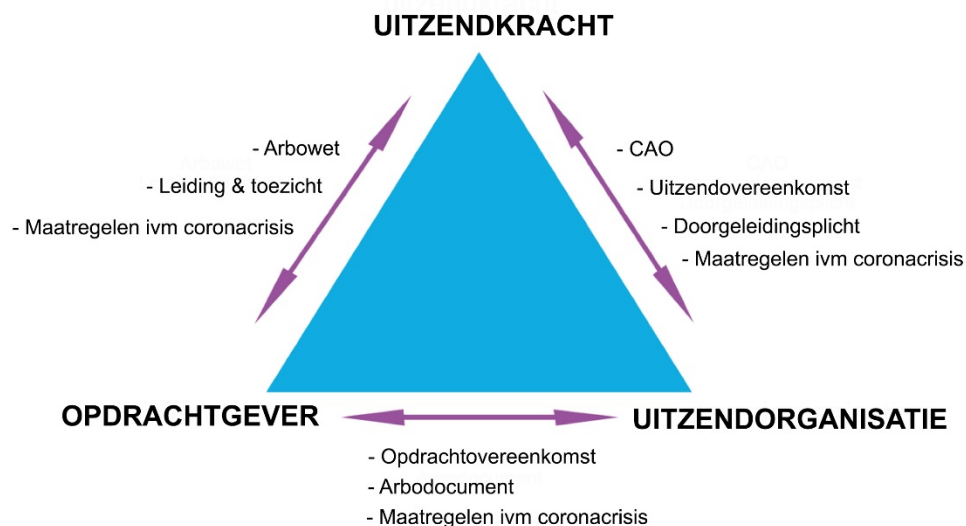 UITZENDKRACHT
- Arbowet
- Leiding & toezicht
- Maatregelen ivm coronacrisis
- CAO
- Uitzendovereenkomst
- Doorgeleidingsplicht
- Maatregelen ivm coronacrisis
OPDRACHTGEVER
UITZENDORGANISATIE
- Opdrachtovereenkomst
- Arbodocument
- Maatregelen ivm coronacrisis